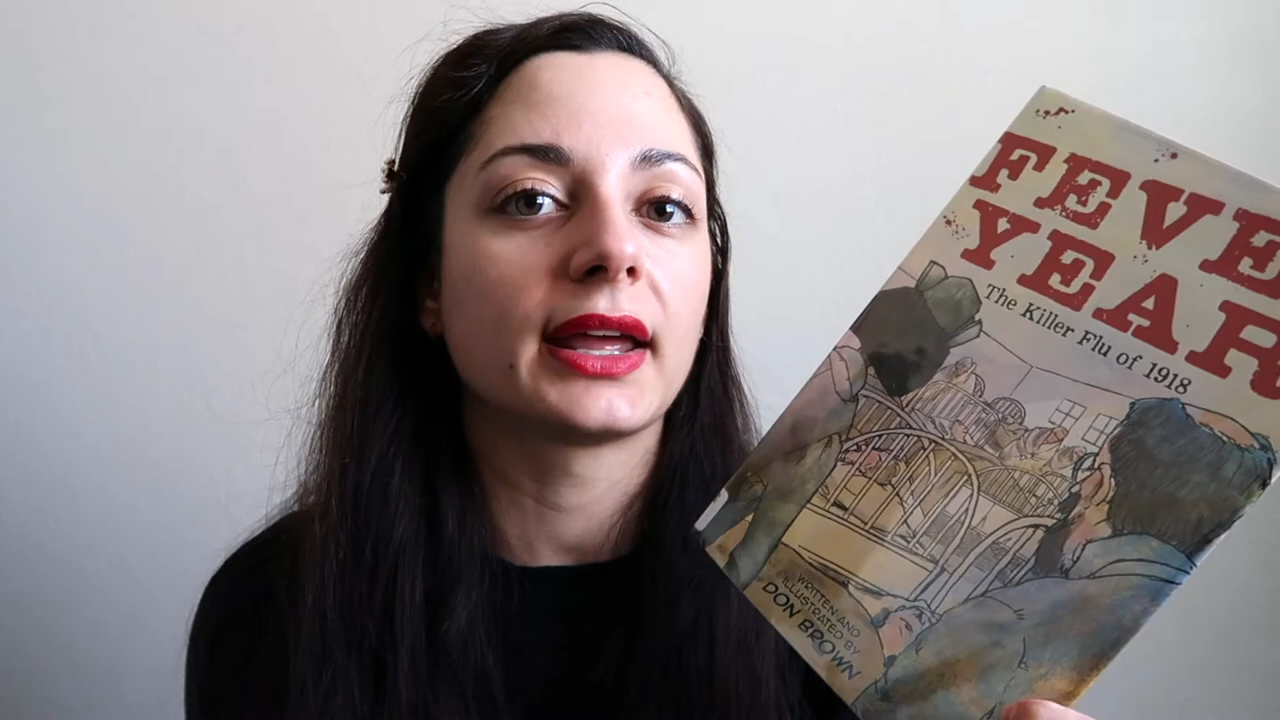 FEVE
YEAR
The Killer Flu of 1918
WRITTEN AND
ILLUSTRATED BY
DON BROWN